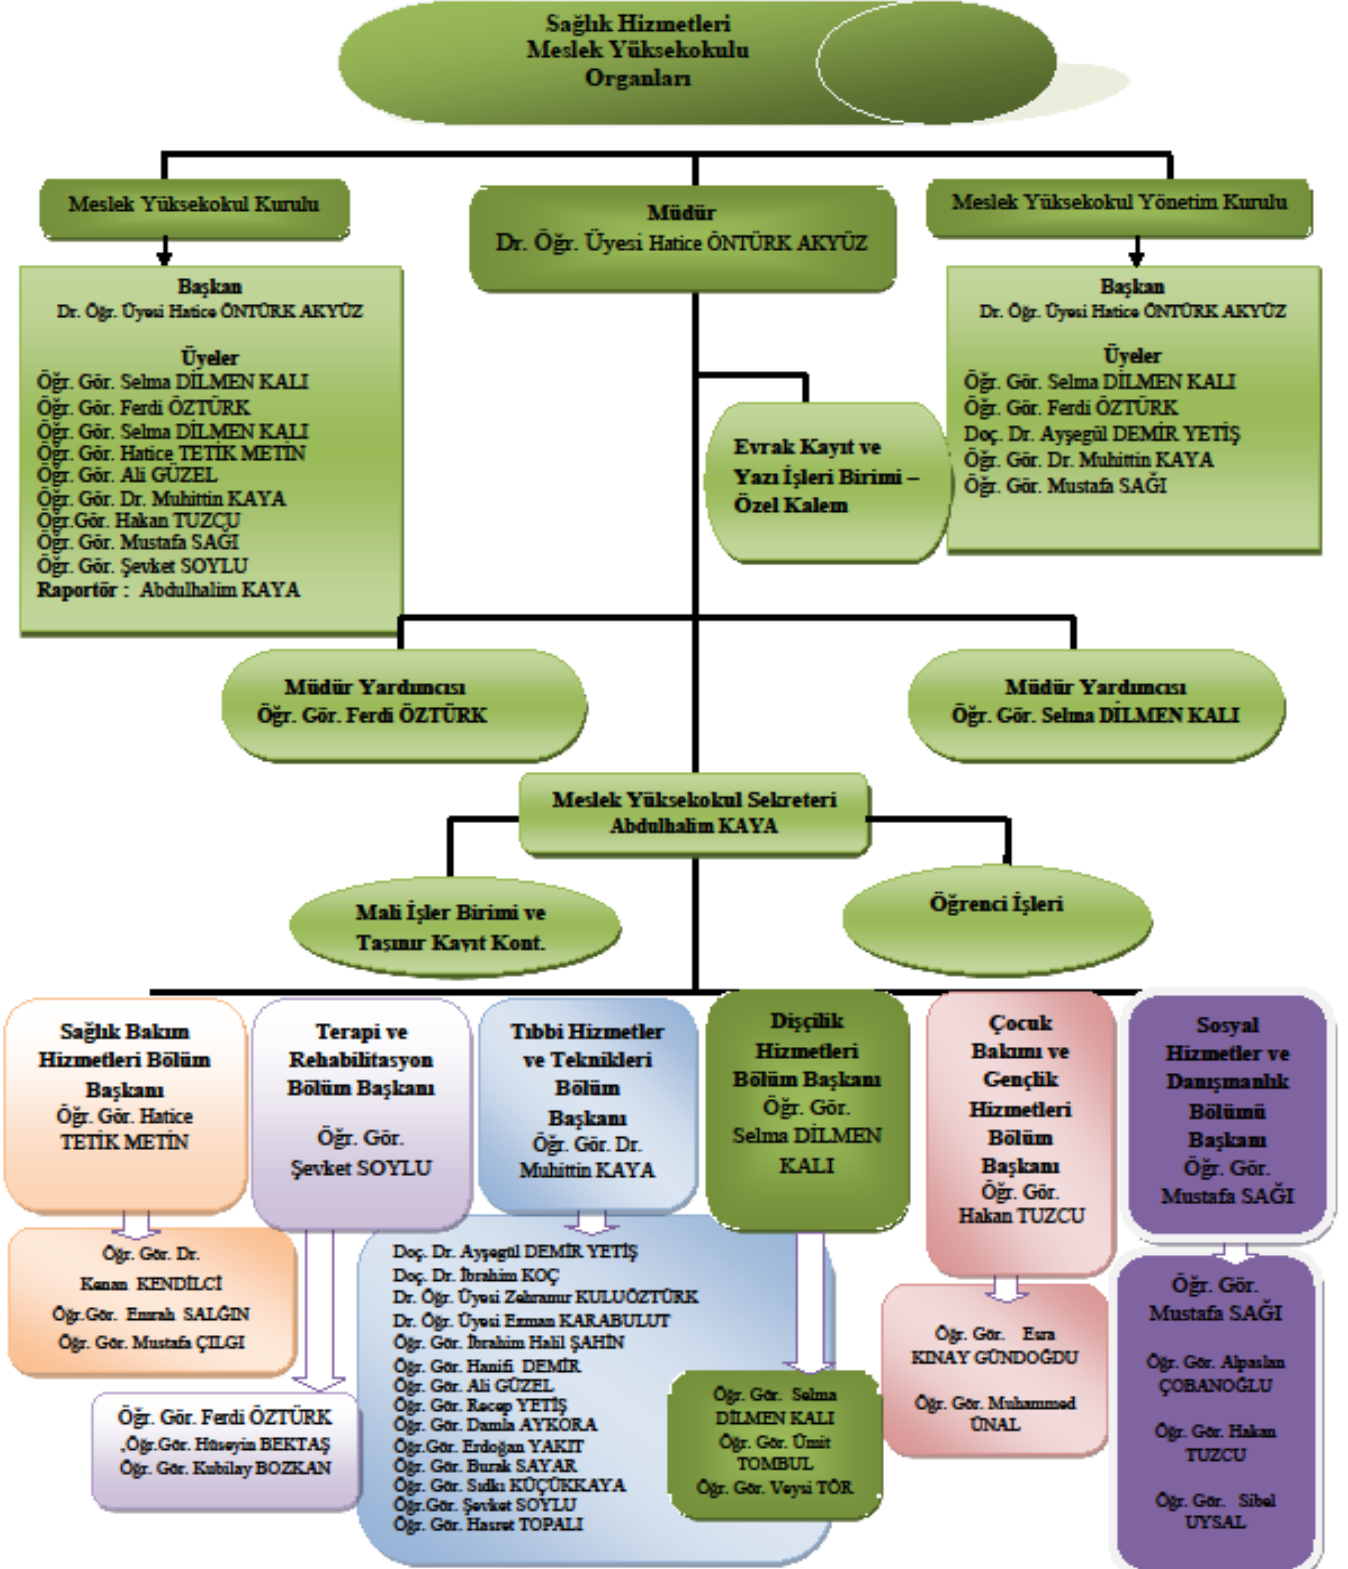 Sağlık Hizmetleri
Meslek Yüksekokulu
Organları
Meslek Yüksekokul Kurulu
Müdür
Dr. Öğr. Üyesi Hatice ÖNTÜRK AKYÜZ
Meslek Yüksekokul Yönetim Kurulu
Başkan
Dr. Öğr. Üyesi Hatice ÖNTÜRK AKYÜZ
Üyeler
Öğr. Gör. Selma DİLMEN KALI
Öğr. Gör. Ferdi ÖZTÜRK
Öğr. Gör. Selma DİLMEN KALI
Öğr. Gör. Hatice TETİK METİN
Öğr. Gör. Ali GÜZEL
Öğr. Gör. Dr. Muhittin KAYA
Öğr.Gör. Hakan TUZCU
Öğr. Gör. Mustafa SAĞI
Öğr. Gör. Şevket SOYLU
Raportör : Abdulhalim KAYA
Başkan
Dr. Öğr. Üyesi Hatice ÖNTÜRK AKYÜZ
Üyeler
Öğr. Gör. Selma DİLMEN KALI
Öğr. Gör. Ferdi ÖZTÜRK
Doç. Dr. Ayşegül DEMİR YETİŞ
Öğr. Gör. Dr. Muhittin KAYA
Öğr. Gör. Mustafa SAĞI
Evrak Kayıt ve
Yazı İşleri Birimi –
Özel Kalem
Müdür Yardımcısı
Öğr. Gör. Ferdi ÖZTÜRK
Müdür Yardımcısı
Öğr. Gör. Selma DİLMEN KALI
Meslek Yüksekokul Sekreteri
Abdulhalim KAYA
Mali İşler Birimi ve
Taşınır Kayıt Kont.
Öğrenci İşleri
Sağlık Bakım
Hizmetleri Bölüm
Başkanı
Öğr. Gör. Hatice
TETİK METİN
Terapi ve
Rehabilitasyon
Bölüm Başkanı
Öğr. Gör.
Şevket SOYLU
Tıbbi Hizmetler
ve Teknikleri
Bölüm
Başkanı
Öğr. Gör. Dr.
Muhittin KAYA
Dişçilik
Hizmetleri
Bölüm Başkanı
Öğr. Gör.
Selma DİLMEN
KALI
Çocuk
Bakımı ve
Gençlik
Hizmetleri
Bölüm
Başkanı
Öğr. Gör.
Hakan TUZCU
Sosyal
Hizmetler ve
Danışmanlık
Bölümü
Başkanı
Öğr. Gör.
Mustafa SAĞI
Öğr. Gör. Dr.
Kenan KENDİLCİ
Öğr.Gör. Emrah SALĞIN
Öğr. Gör. Mustafa ÇILGI
Öğr. Gör. Ferdi ÖZTÜRK
,Öğr.Gör. Hüseyin BEKTAŞ
Öğr. Gör. Kubilay BOZKAN
Doç. Dr. Ayşegül DEMİR YETİŞ
Doç. Dr. İbrahim KOÇ
Dr. Öğr. Üyesi Zehranur KULUÖZTÜRK
Dr. Öğr. Üyesi Ezman KARABULUT
Öğr. Gör. İbrahim Halil ŞAHİN
Öğr. Gör. Hanifi DEMİR
Öğr. Gör. Ali GÜZEL
Öğr. Gör. Recep YETİŞ
Öğr. Gör. Damla AYKORA
Öğr.Gör. Erdoğan YAKIT
Öğr. Gör. Burak SAYAR
Öğr. Gör. Sıdkı KÜÇÜKKAYA
Öğr.Gör. Şevket SOYLU
Öğr. Gör. Hasret TOPALI
Öğr. Gör. Selma
DİLMEN KALI
Öğr. Gör. Ümit
TOMBUL
Öğr. Gör. Veysi TÖR
Öğr. Gör. Esra
KINAY GÜNDOĞDU
Öğr. Gör. Muhammed
ÜNAL
Öğr. Gör.
Mustafa SAĞI
Öğr. Gör. Alpaslan
ÇOBANOĞLU
Öğr. Gör. Hakan
TUZCU
Öğr. Gör. Sibel
UYSAL